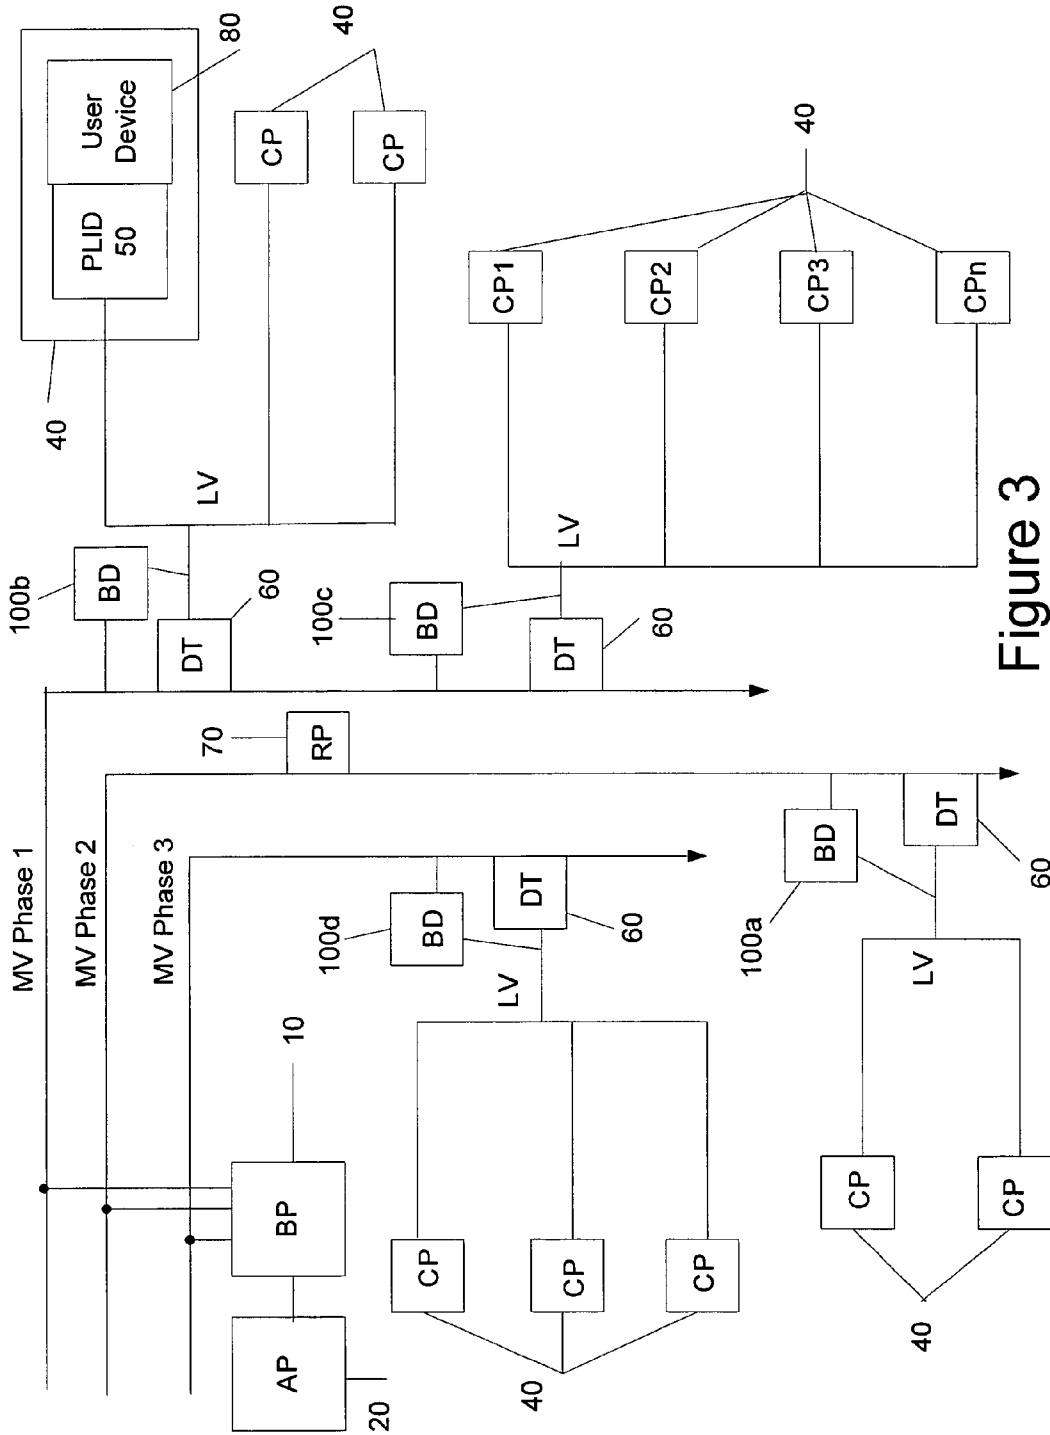 MV Phase 1
MV Phase 2
MV Phase 3
AP
20
BP
10
100b
BD
DT
60
LV
40
PLID
50
User
Device
80
CP
CP
40
100c
BD
DT
60
LV
CP1
CP2
CP3
CPn
40
70
RP
100d
BD
DT
60
LV
CP
CP
CP
40
100a
BD
DT
60
LV
CP
CP
40
Figure 3